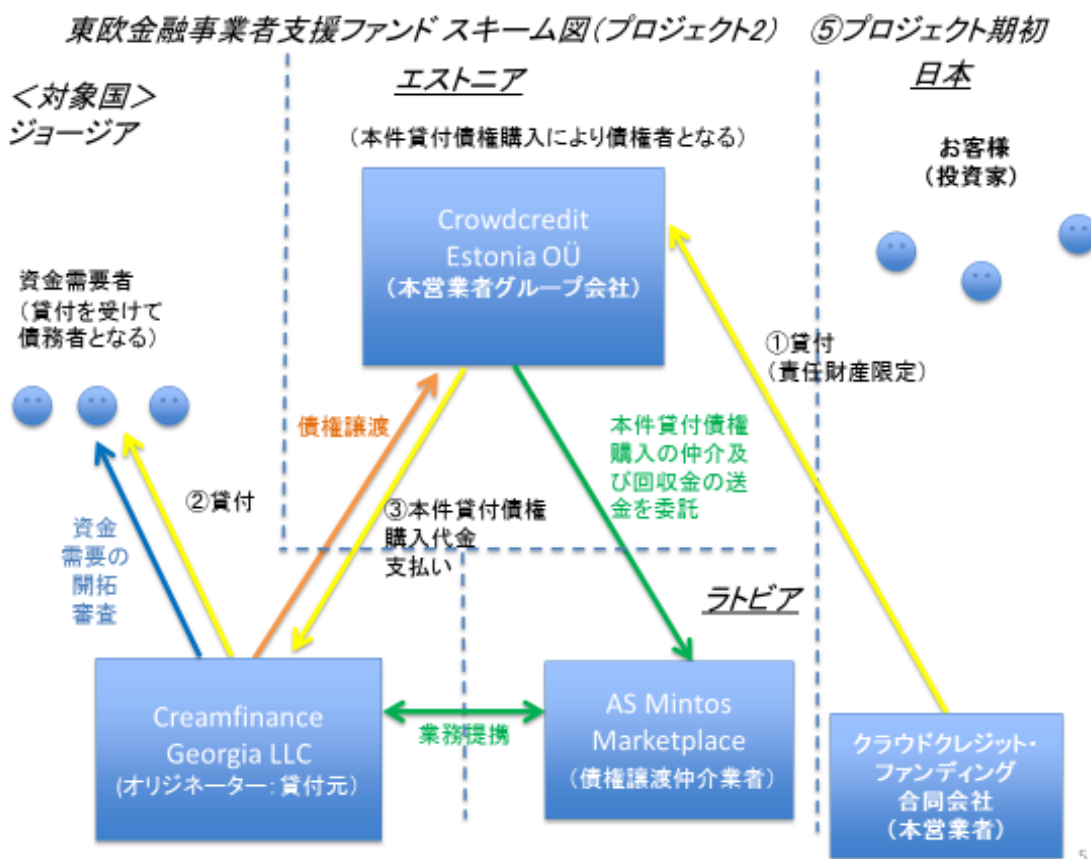 東欧金融事業者支援ファンド スキーム図(プロジェクト2) ⑤プロジェクト期初
<対象国>
ジョージア
エストニア
日本
(本件貸付債権購入により債権者となる)
お客様
(投資家)
Crowdcredit
Estonia OÜ
(本営業者グループ会社)
資金需要者
(貸付を受けて
債務者となる)
①貸付
(責任財産限定)
債権譲渡
本件貸付債権
購入の仲介及
び回収金の送
金を委託
②貸付
③本件貸付債権
購入代金
支払い
資金
需要の
開拓
審査
ラトビア
Creamfinance
Georgia LLC
(オリジネーター:貸付元)
業務提携
AS Mintos
Marketplace
(債権譲渡仲介業者)
クラウドクレジット・
ファンディング
合同会社
(本営業者)
5